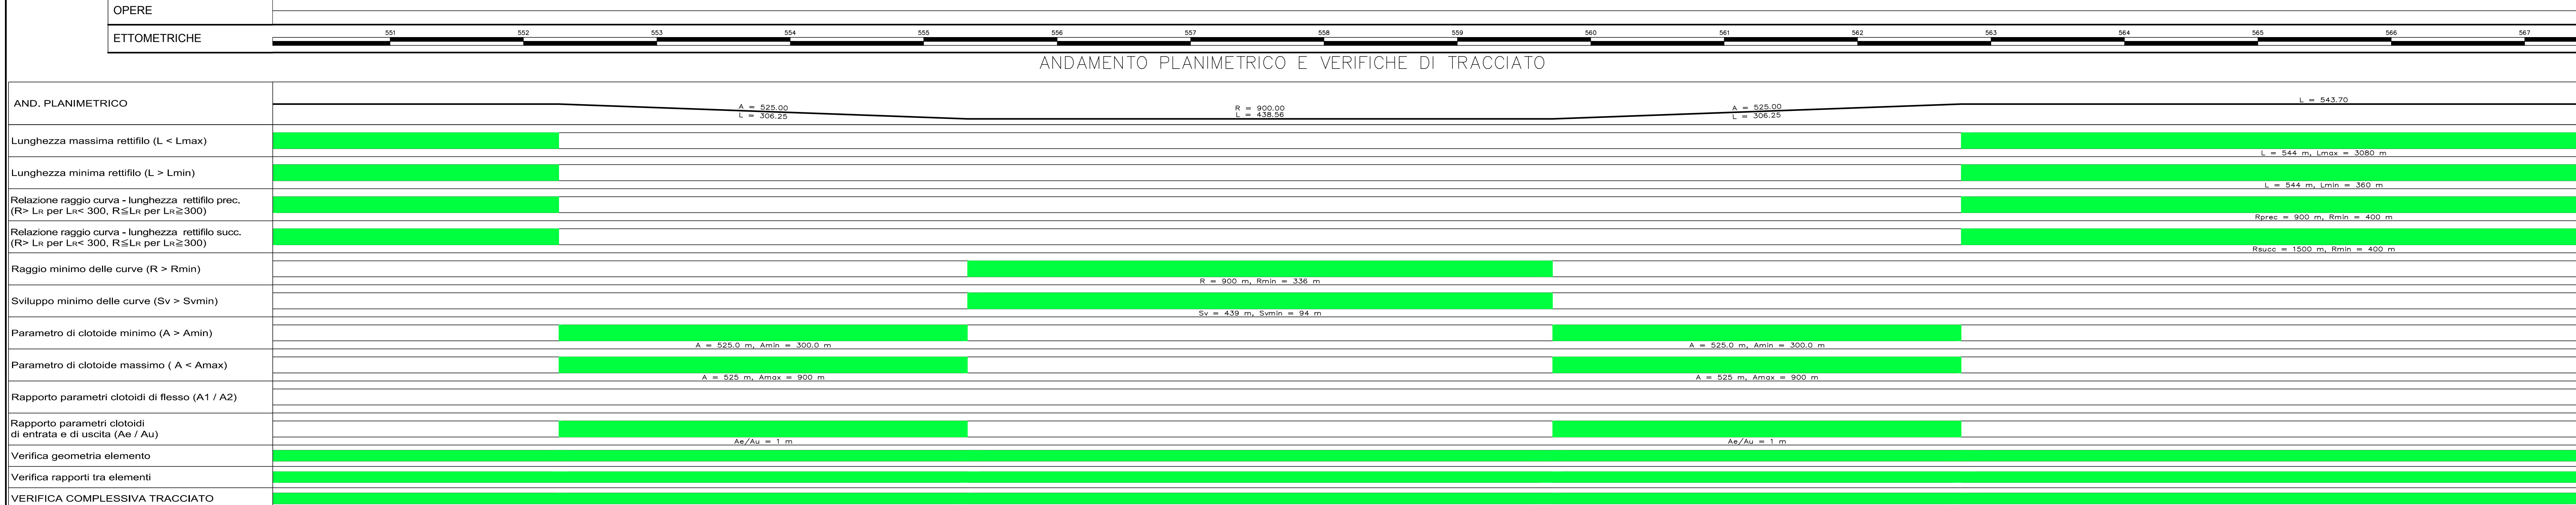 OPERE
ETTOMETRICHE
551 552 553 554 555 556 557 558 559 560 561 562 563 564 565 566 567
ANDAMENTO PLANIMETRICO E VERIFICHE DI TRACCIATO
AND. PLANIMETRICO
A = 525.00 R = 900.00 A = 525.00 L = 543.70
L = 306.25 L = 438.56 L = 306.25
Lunghezza massima rettifilo (L < Lmax)
L = 544 m, Lmax = 3080 m
Lunghezza minima rettifilo (L > Lmin)
L = 544 m, Lmin = 360 m
Relazione raggio curva - lunghezza rettifilo prec.
(R> LR per LR< 300, R≦LR per LR≧300)
Rprec = 900 m, Rmin = 400 m
Relazione raggio curva - lunghezza rettifilo succ.
(R> LR per LR< 300, R≦LR per LR≧300)
Rsucc = 1500 m, Rmin = 400 m
Raggio minimo delle curve (R > Rmin)
R = 900 m, Rmin = 336 m
Sviluppo minimo delle curve (Sv > Svmin)
Sv = 439 m, Svmin = 94 m
Parametro di clotoide minimo (A > Amin)
A = 525.0 m, Amin = 300.0 m A = 525.0 m, Amin = 300.0 m
Parametro di clotoide massimo ( A < Amax)
A = 525 m, Amax = 900 m A = 525 m, Amax = 900 m
Rapporto parametri clotoidi di flesso (A1 / A2)
Rapporto parametri clotoidi
di entrata e di uscita (Ae / Au)
Ae/Au = 1 m Ae/Au = 1 m
Verifica geometria elemento
Verifica rapporti tra elementi
VERIFICA COMPLESSIVA TRACCIATO